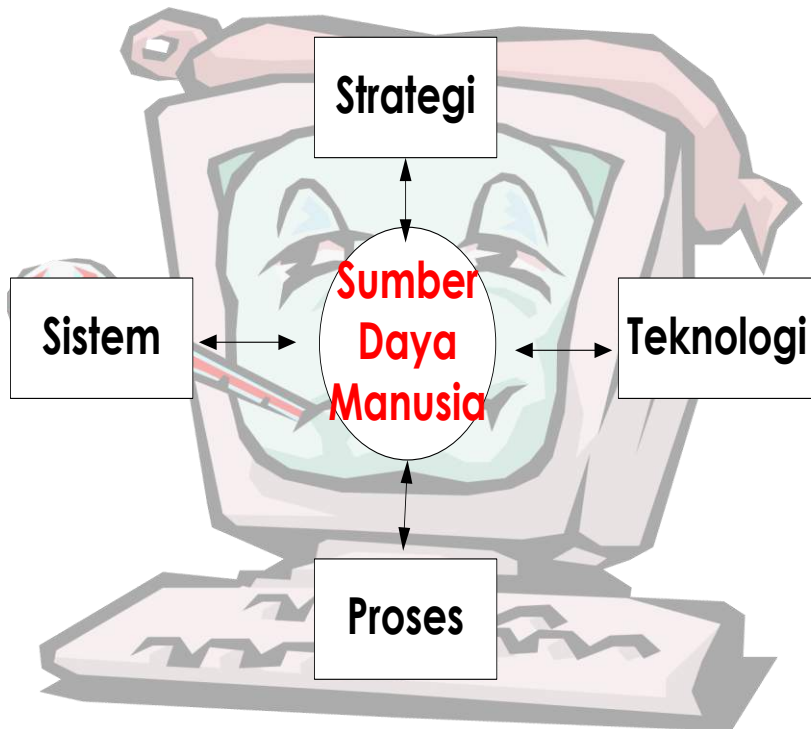 Strategi
Sistem
Sumber
Daya
Manusia
Teknologi
Proses